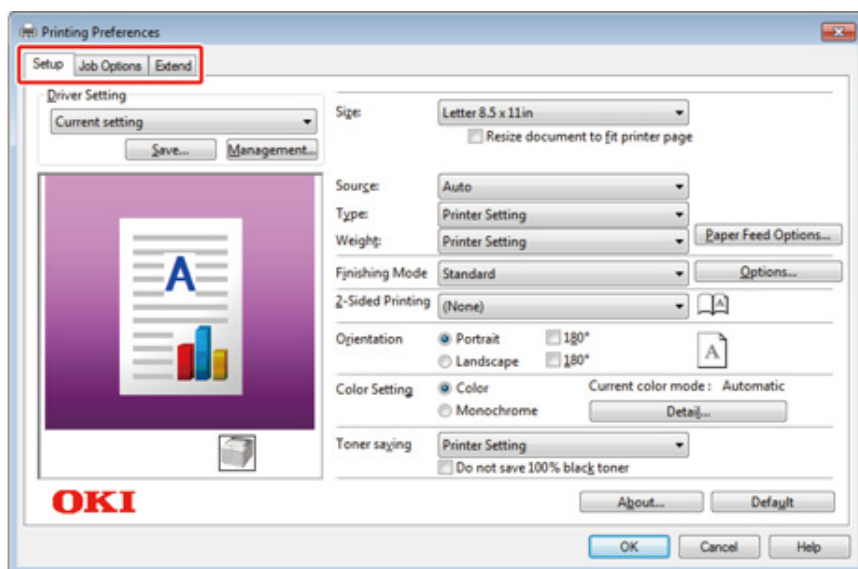 Printing Preferences
Setup Job Options Extend
Driver Setting
Current setting
Save... Management...
A
OKI
Size: Letter 8.5 x 11in
Resize document to fit printer page
Source: Auto
Type: Printer Setting
Weight: Printer Setting Paper Feed Options...
Finishing Mode Standard Options...
2-Sided Printing (None) A
Orientation Portrait 180°
Landscape 180° A
Color Setting Color Current color mode : Automatic
Monochrome Detail...
Toner saving Printer Setting
Do not save 100% black toner
About... Default
OK Cancel Help